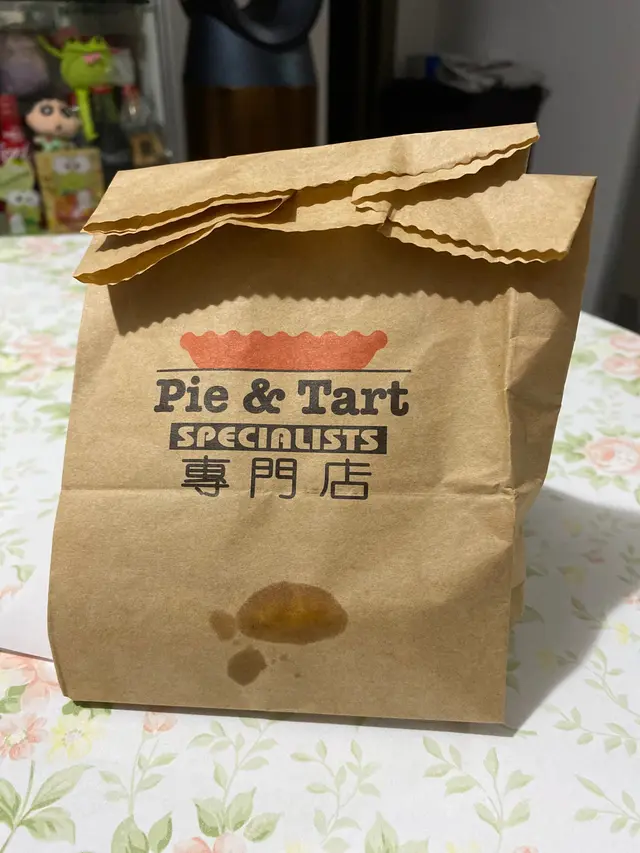 Pie & Tart
SPECIALISTS
專門店